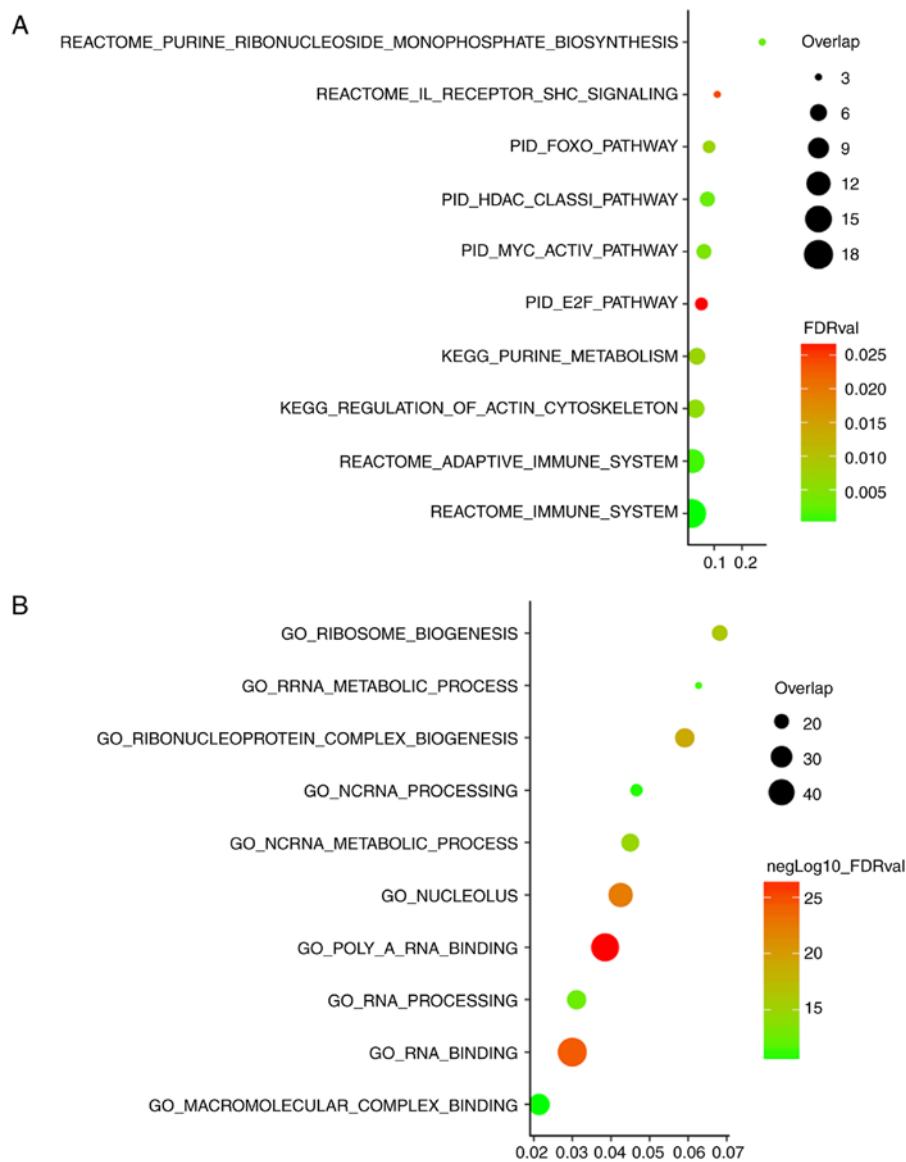 A
REACTOME_PURINE_RIBONUCLEOSIDE_MONOPHOSPHATE_BIOSYNTHESIS
REACTOME_IL_RECEPTOR_SHC_SIGNALING
PID_FOXO_PATHWAY
PID_HDAC_CLASSI_PATHWAY
PID_MYC_ACTIV_PATHWAY
PID_E2F_PATHWAY
KEGG_PURINE_METABOLISM
KEGG_REGULATION_OF_ACTIN_CYTOSKELETON
REACTOME_ADAPTIVE_IMMUNE_SYSTEM
REACTOME_IMMUNE_SYSTEM
0.1 0.2
Overlap
3
6
9
12
15
18
FDRval
0.025
0.020
0.015
0.010
0.005
B
GO_RIBOSOME_BIOGENESIS
GO_RRNA_METABOLIC_PROCESS
GO_RIBONUCLEOPROTEIN_COMPLEX_BIOGENESIS
GO_NCRNA_PROCESSING
GO_NCRNA_METABOLIC_PROCESS
GO_NUCLEOLUS
GO_POLY_A_RNA_BINDING
GO_RNA_PROCESSING
GO_RNA_BINDING
GO_MACROMOLECULAR_COMPLEX_BINDING
0.02 0.03 0.04 0.05 0.06 0.07
Overlap
20
30
40
negLog10_FDRval
25
20
15